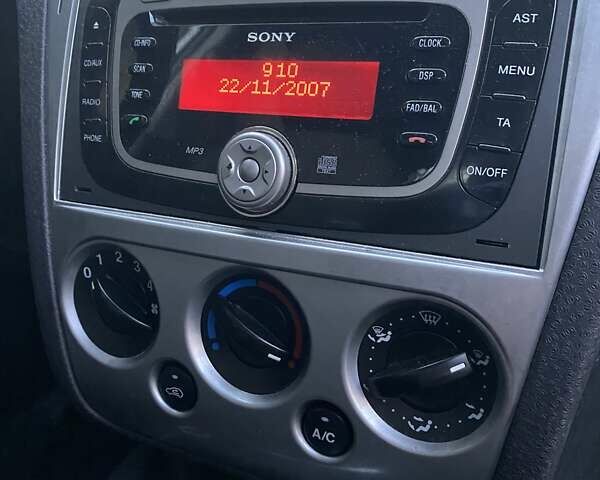 SONY
910
22/11/2007
CD-INFO
SCAN
TONE
CD/AUX
RADIO
PHONE
MP3
CLOCK
DSP
FAD/BAL
AST
MENU
TA
ON/OFF
0 1 2 3 4
A/C